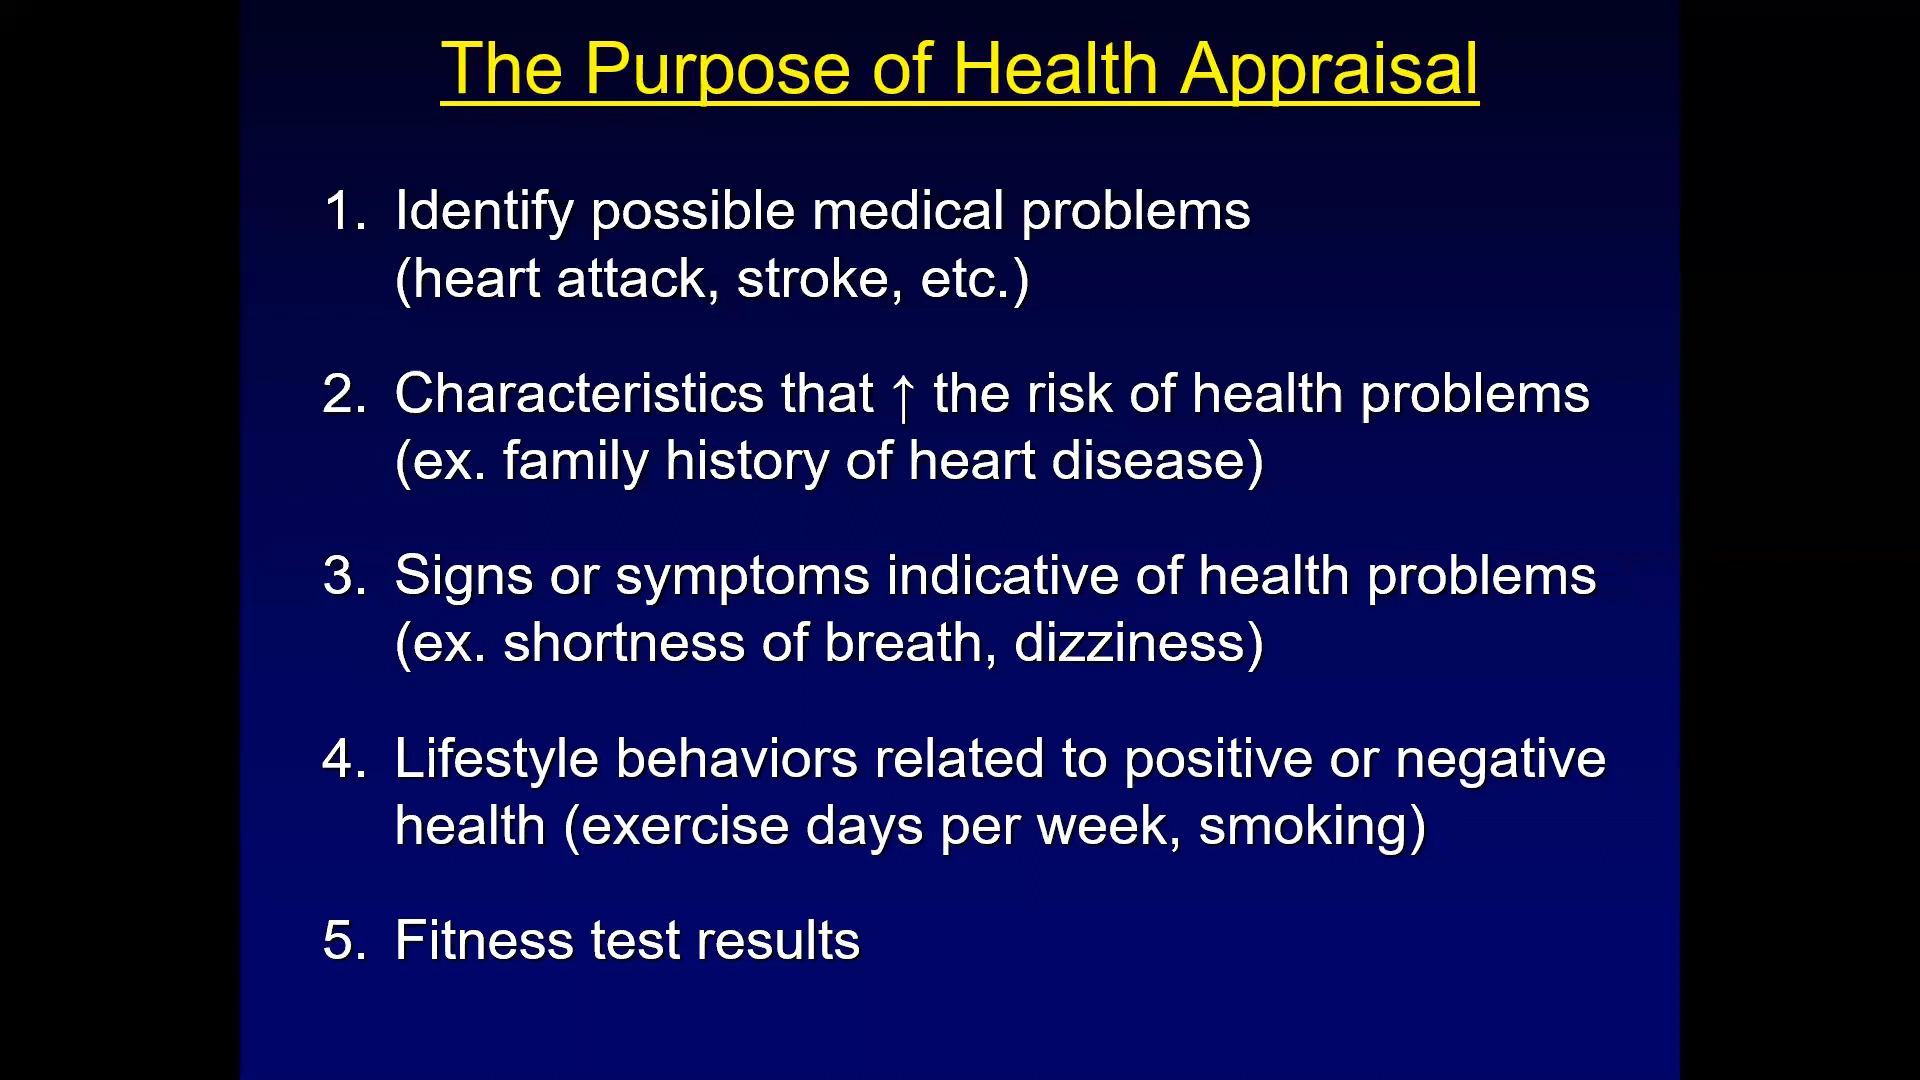 The Purpose of Health Appraisal
1. Identify possible medical problems
(heart attack, stroke, etc.)
2. Characteristics that ↑ the risk of health problems
(ex. family history of heart disease)
3. Signs or symptoms indicative of health problems
(ex. shortness of breath, dizziness)
4. Lifestyle behaviors related to positive or negative
health (exercise days per week, smoking)
5. Fitness test results